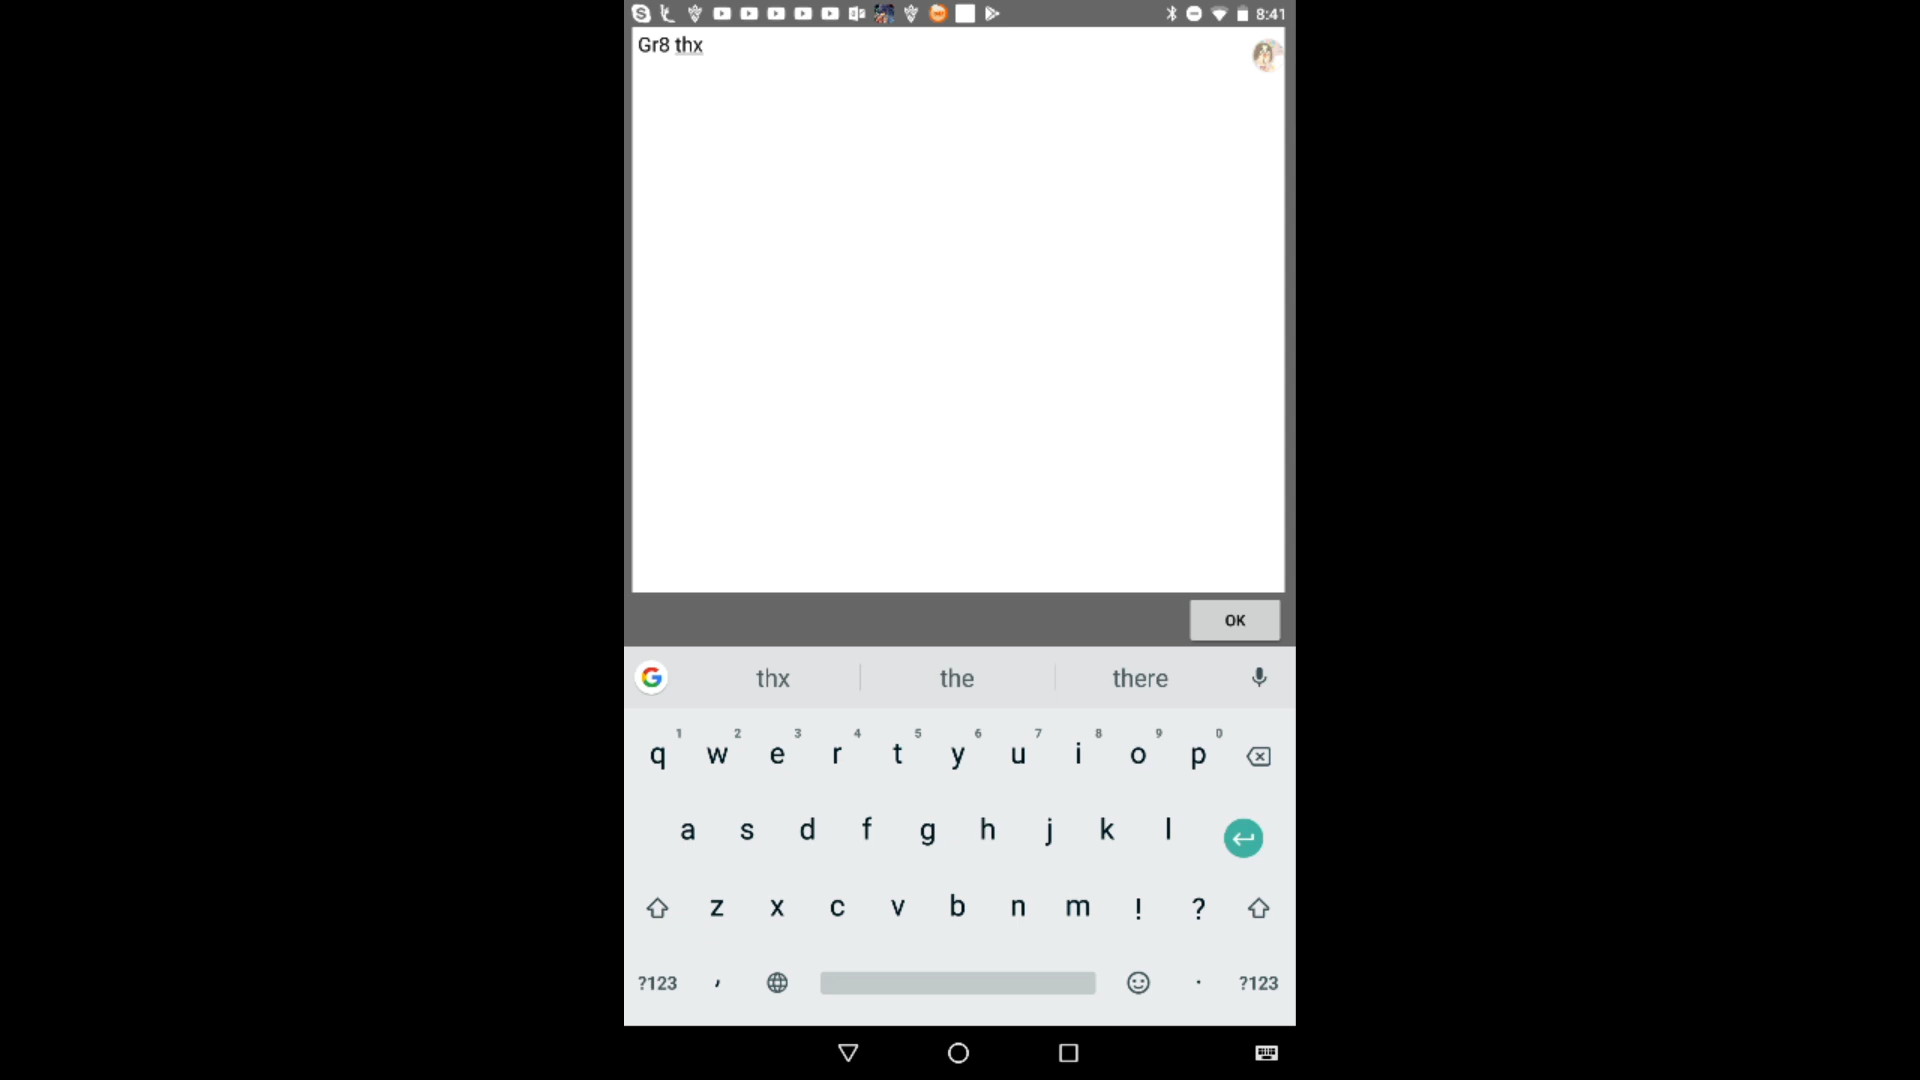 8:41
Gr8 thx
OK
thx the there
1 2 3 4 5 6 7 8 9 0
q w e r t y u i o p
a s d f g h j k l
z x c v b n m ! ?
?123 , . ?123